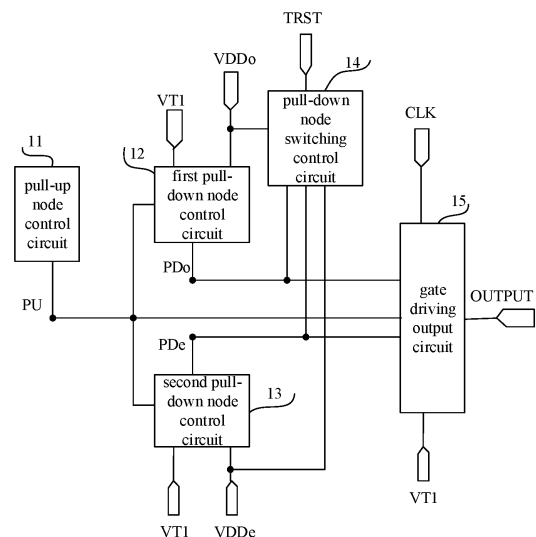 TRST
VDDo
14
VT1
pull-down
node
switching
control
circuit
CLK
11
12
pull-up
node
control
circuit
first pull-
down node
control
circuit
15
PDo
gate
driving
output
circuit
OUTPUT
PU
PDe
second pull-
down node
control
circuit
13
VT1
VDDe
VT1